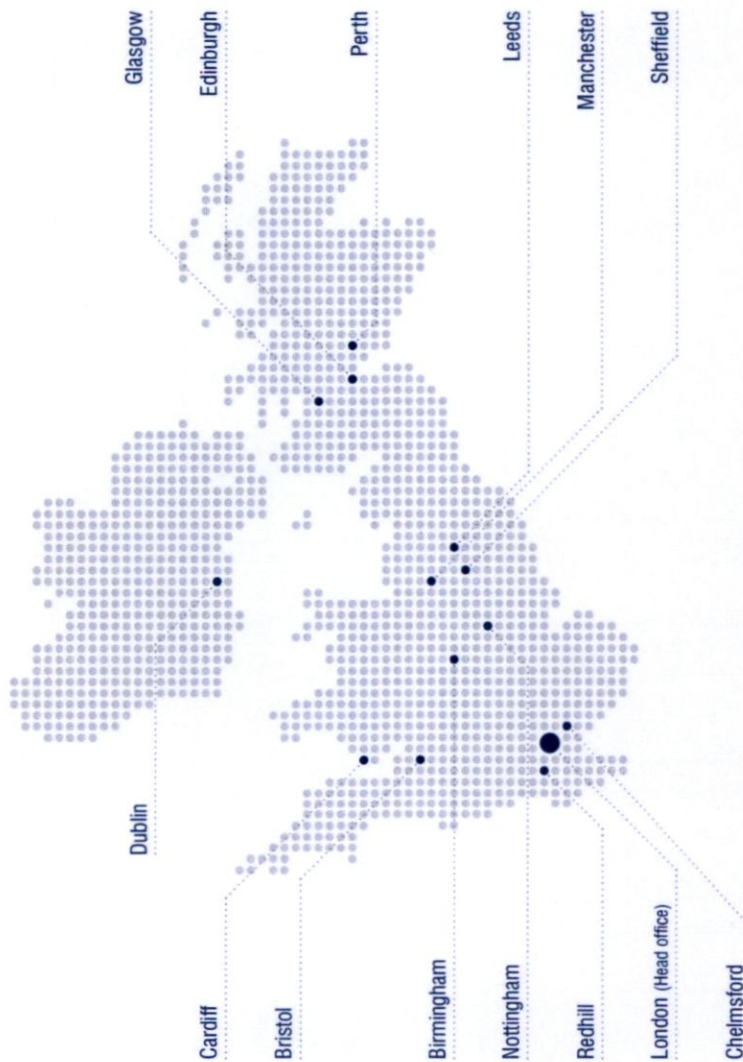 Glasgow
Edinburgh
Perth
Leeds
Manchester
Sheffield
Dublin
Cardiff
Bristol
Birmingham
Nottingham
Redhill
London (Head office)
Chelmsford